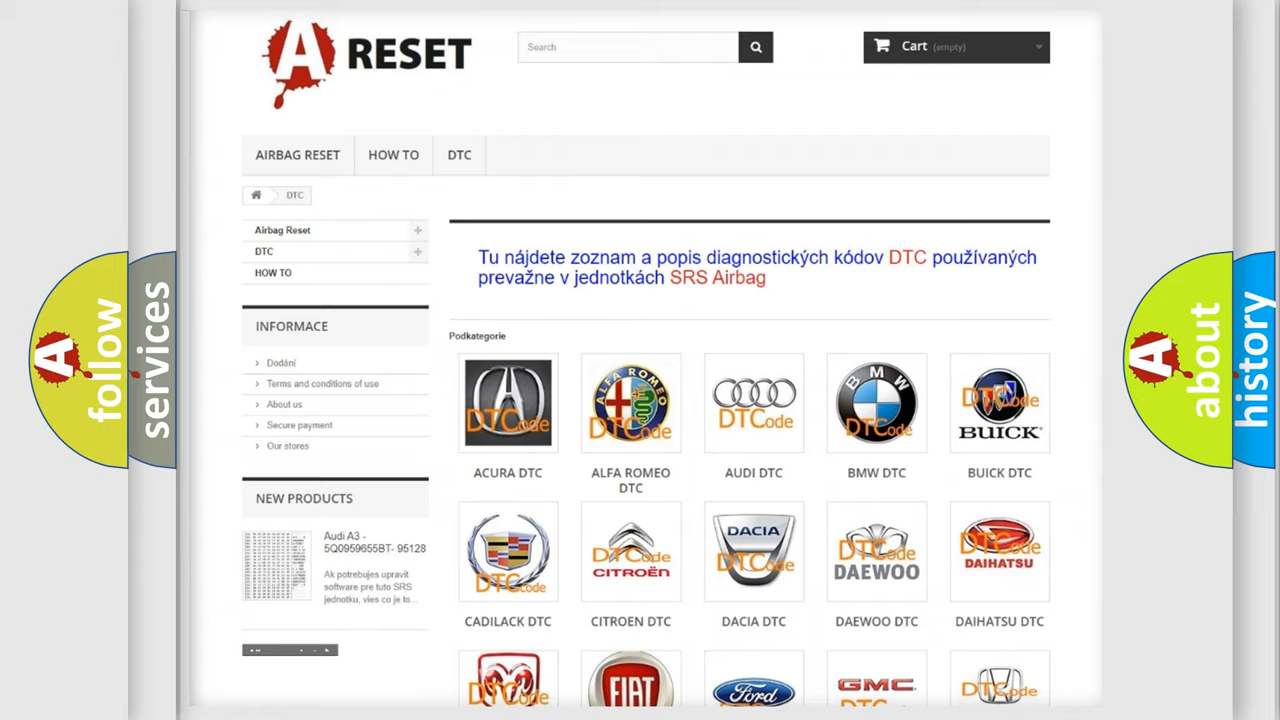 A RESET
Search
Cart (empty)
AIRBAG RESET
HOW TO
DTC
DTC
Airbag Reset
DTC
HOW TO
Tu nájdete zoznam a popis diagnostických kódov DTC používaných
prevažne v jednotkách SRS Airbag
INFORMACE
Dodání
Terms and conditions of use
About us
Secure payment
Our stores
Podkategorie
DTCode
ALFA ROMEO
DTCode
DTCode
BMW
DTCode
DTCode
BUICK
ACURA DTC
ALFA ROMEO
DTC
AUDI DTC
BMW DTC
BUICK DTC
NEW PRODUCTS
Audi A3 -
5Q0959655BT- 95128
Ak potrebujes upravit
software pre tuto SRS
jednotku, vies co je to...
DTCode
DTCode
CITROËN
DACIA
DTCode
DTCode
DAEWOO
DTCode
DAIHATSU
CADILACK DTC
CITROEN DTC
DACIA DTC
DAEWOO DTC
DAIHATSU DTC
DTCode
FIAT
Ford
GMC
DTCode
A follow
services
A about
history